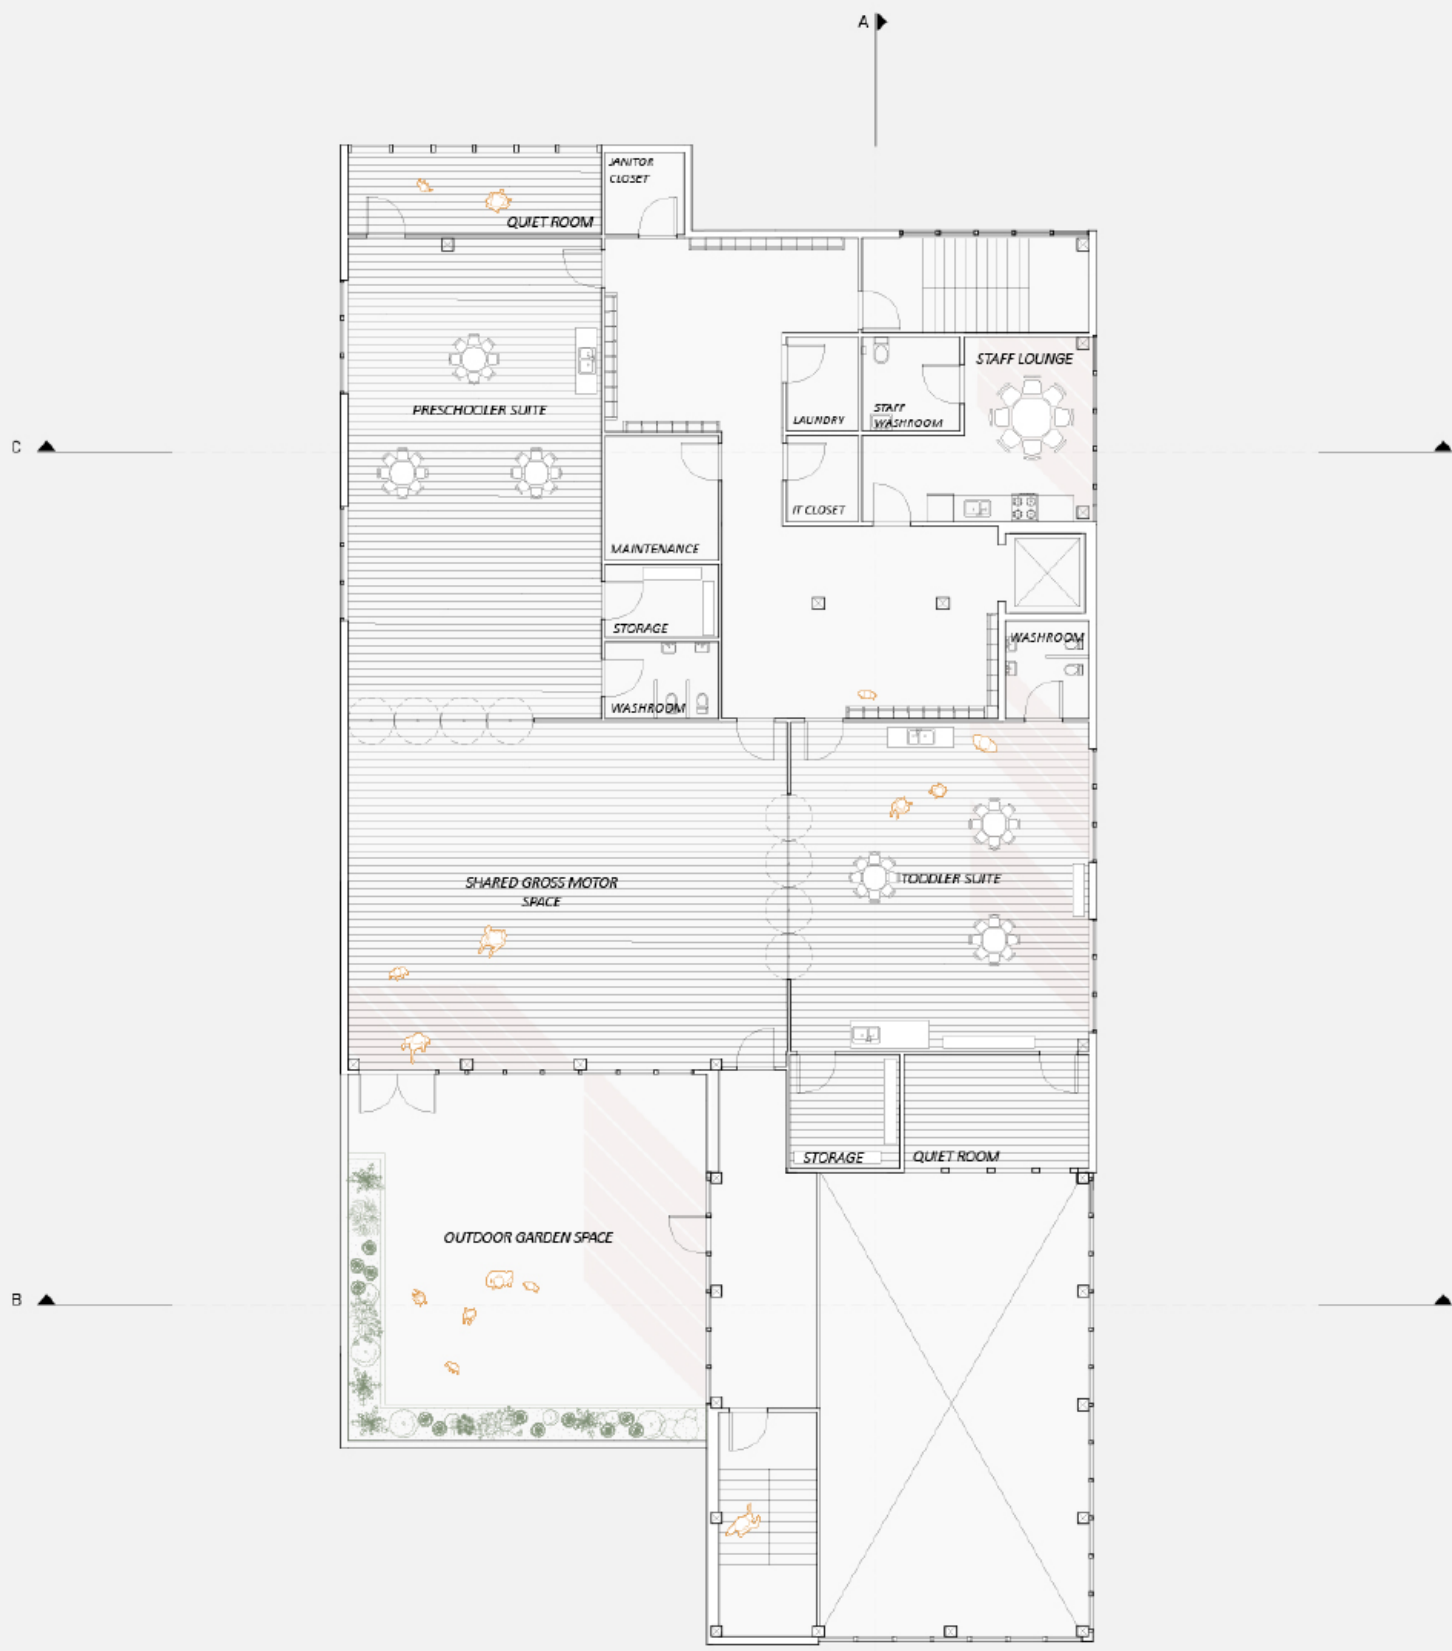 A
JANITOR
CLOSET
QUIET ROOM
STAFF LOUNGE
PRESCHOOLER SUITE
LAUNDRY
STAFF
WASHROOM
C
IT CLOSET
MAINTENANCE
STORAGE
WASHROOM
WASHROOM
SHARED GROSS MOTOR
SPACE
TODDLER SUITE
STORAGE
QUIET ROOM
OUTDOOR GARDEN SPACE
B